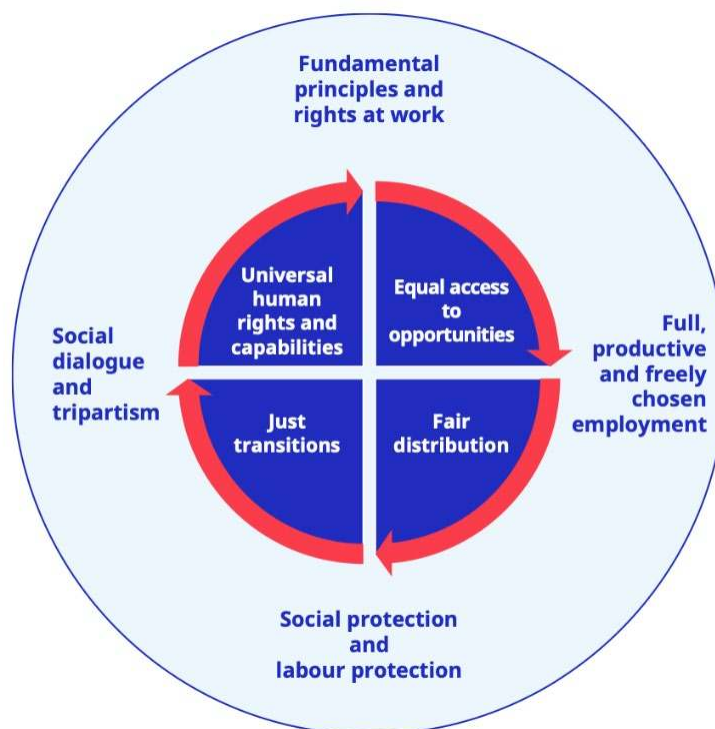 Fundamental
principles and
rights at work
Universal
human
rights and
capabilities
Equal access
to
opportunities
Social
dialogue
and
tripartism
Full,
productive
and freely
chosen
employment
Just
transitions
Fair
distribution
Social protection
and
labour protection